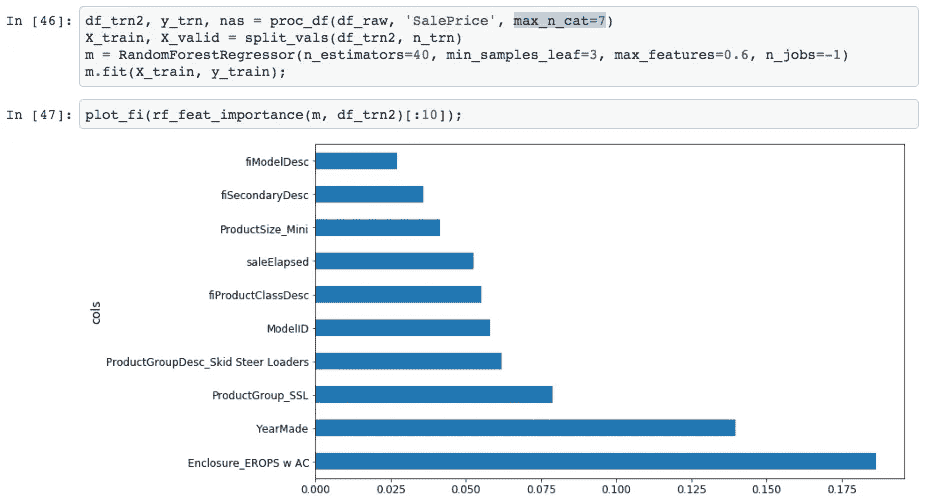 In [46]: df_trn2, y_trn, nas = proc_df(df_raw, 'SalePrice', max_n_cat=7)
X_train, X_valid = split_vals(df_trn2, n_trn)
m = RandomForestRegressor(n_estimators=40, min_samples_leaf=3, max_features=0.6, n_jobs=-1)
m.fit(X_train, y_train);
In [47]: plot_fi(rf_feat_importance(m, df_trn2)[:10]);
fiModelDesc
fiSecondaryDesc
ProductSize_Mini
saleElapsed
fiProductClassDesc
cols
ModelID
ProductGroupDesc_Skid Steer Loaders
ProductGroup_SSL
YearMade
Enclosure_EROPS w AC
0.000 0.025 0.050 0.075 0.100 0.125 0.150 0.175